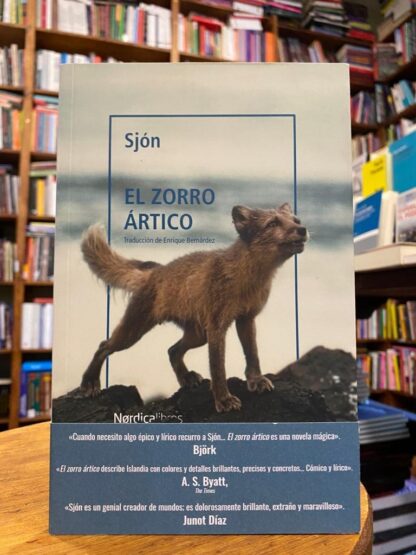 Sjón
EL ZORRO
ÁRTICO
Traducción de Enrique Bernárdez
Nørdicalibros
«Cuando necesito algo épico y lírico recurro a Sjón... El zorro ártico es una novela mágica».
Björk
«El zorro ártico describe Islandia con colores y detalles brillantes, precisos y concretos... Cómico y lírico».
A. S. Byatt,
The Times
«Sjón es un genial creador de mundos; es dolorosamente brillante, extraño y maravilloso».
Junot Díaz